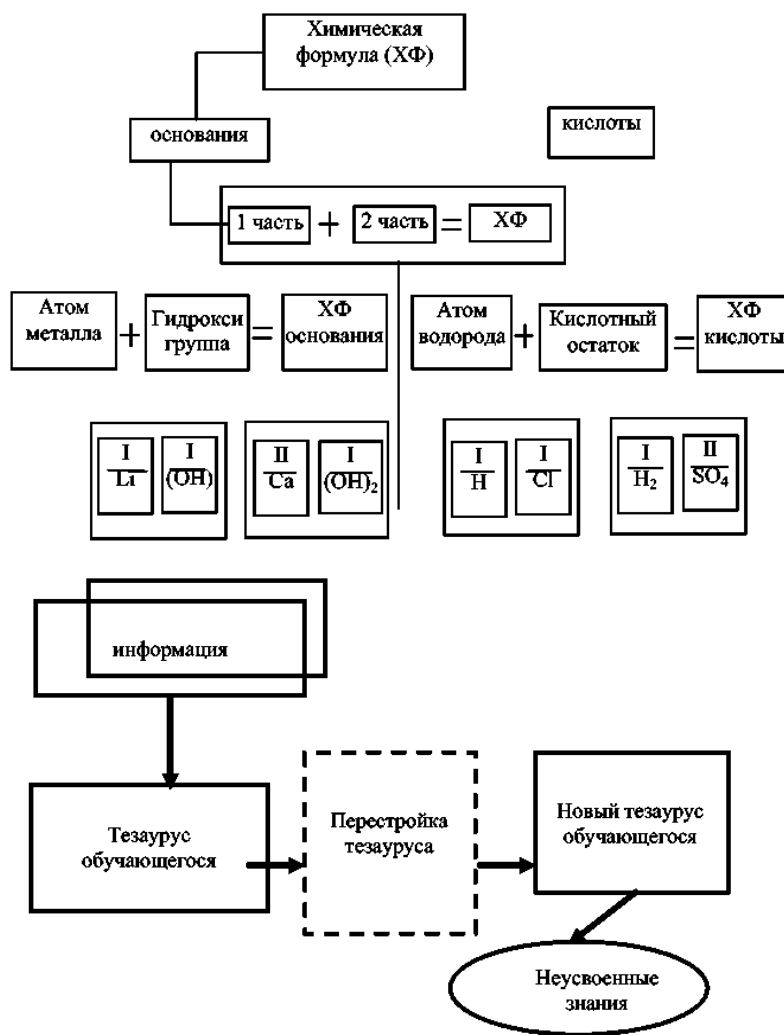 Химическая
формула (ХФ)
основания
кислоты
1 часть + 2 часть = ХФ
Атом
металла
+
Гидрокси
группа
=
ХФ
основания
Атом
водорода
+
Кислотный
остаток
=
ХФ
кислоты
I I II I I I I II
Li (OH) Ca (OH)₂ H Cl H₂ SO₄
информация
Тезаурус
обучающегося
Перестройка
тезауруса
Новый тезаурус
обучающегося
Неусвоенные
знания